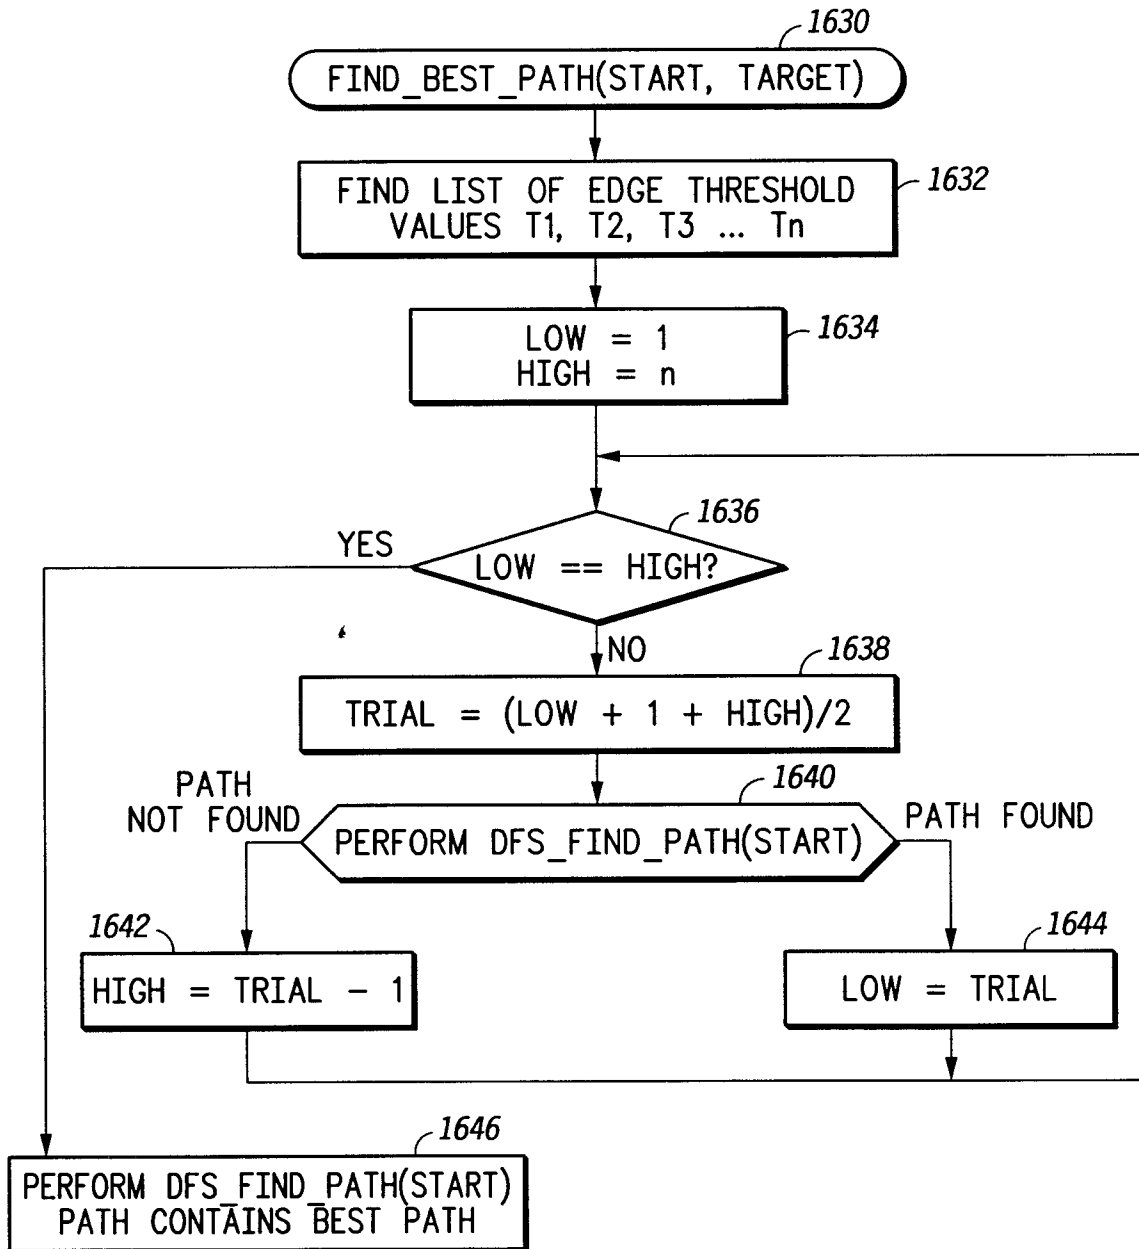 1630
FIND_BEST_PATH(START, TARGET)
FIND LIST OF EDGE THRESHOLD
VALUES T1, T2, T3 ... Tn
1632
LOW = 1
HIGH = n
1634
1636
YES
LOW == HIGH?
NO
1638
TRIAL = (LOW + 1 + HIGH)/2
PATH
NOT FOUND
1640
PERFORM DFS_FIND_PATH(START)
PATH FOUND
1642
HIGH = TRIAL - 1
1644
LOW = TRIAL
1646
PERFORM DFS_FIND_PATH(START)
PATH CONTAINS BEST PATH